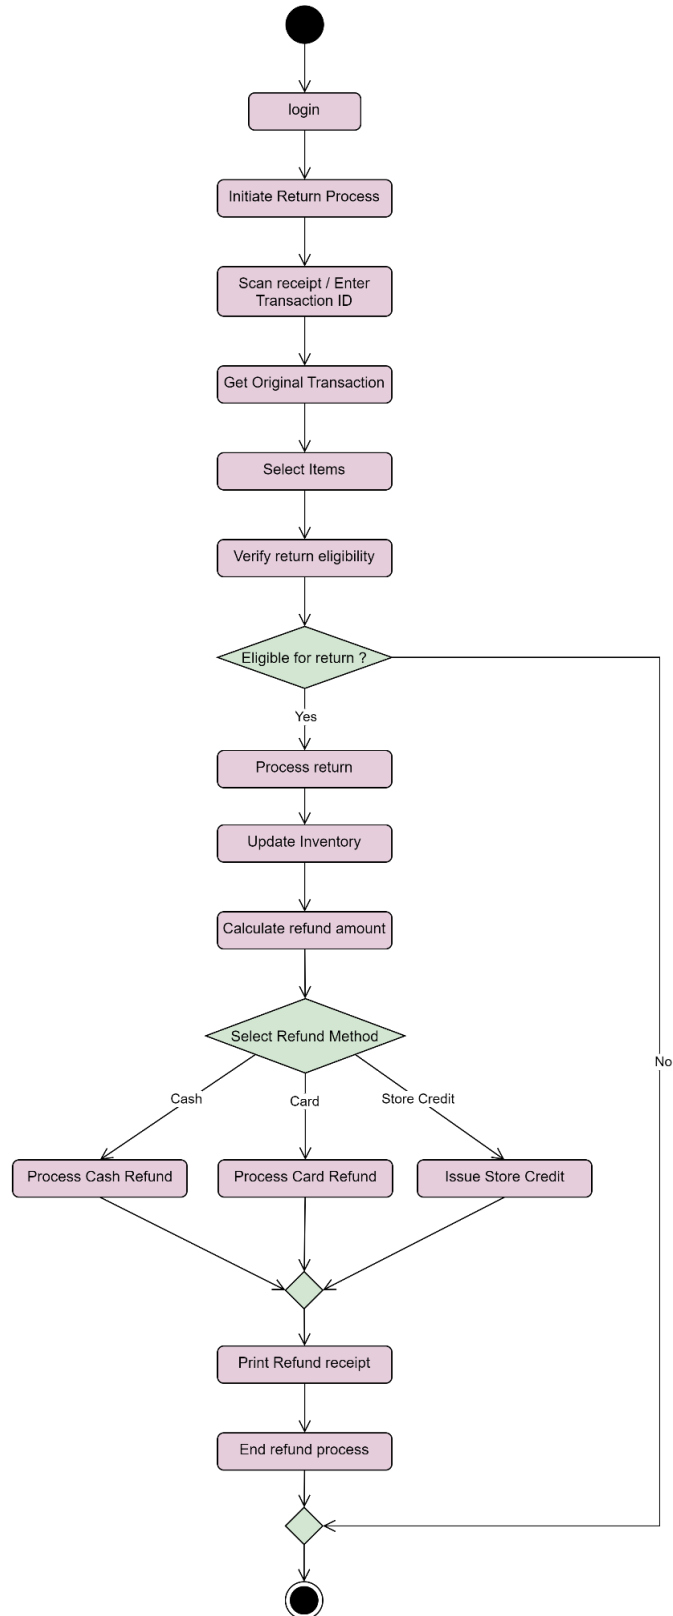 login
Initiate Return Process
Scan receipt / Enter
Transaction ID
Get Original Transaction
Select Items
Verify return eligibility
Eligible for return ?
Yes
Process return
Update Inventory
Calculate refund amount
Select Refund Method
No
Cash
Card
Store Credit
Process Cash Refund
Process Card Refund
Issue Store Credit
Print Refund receipt
End refund process